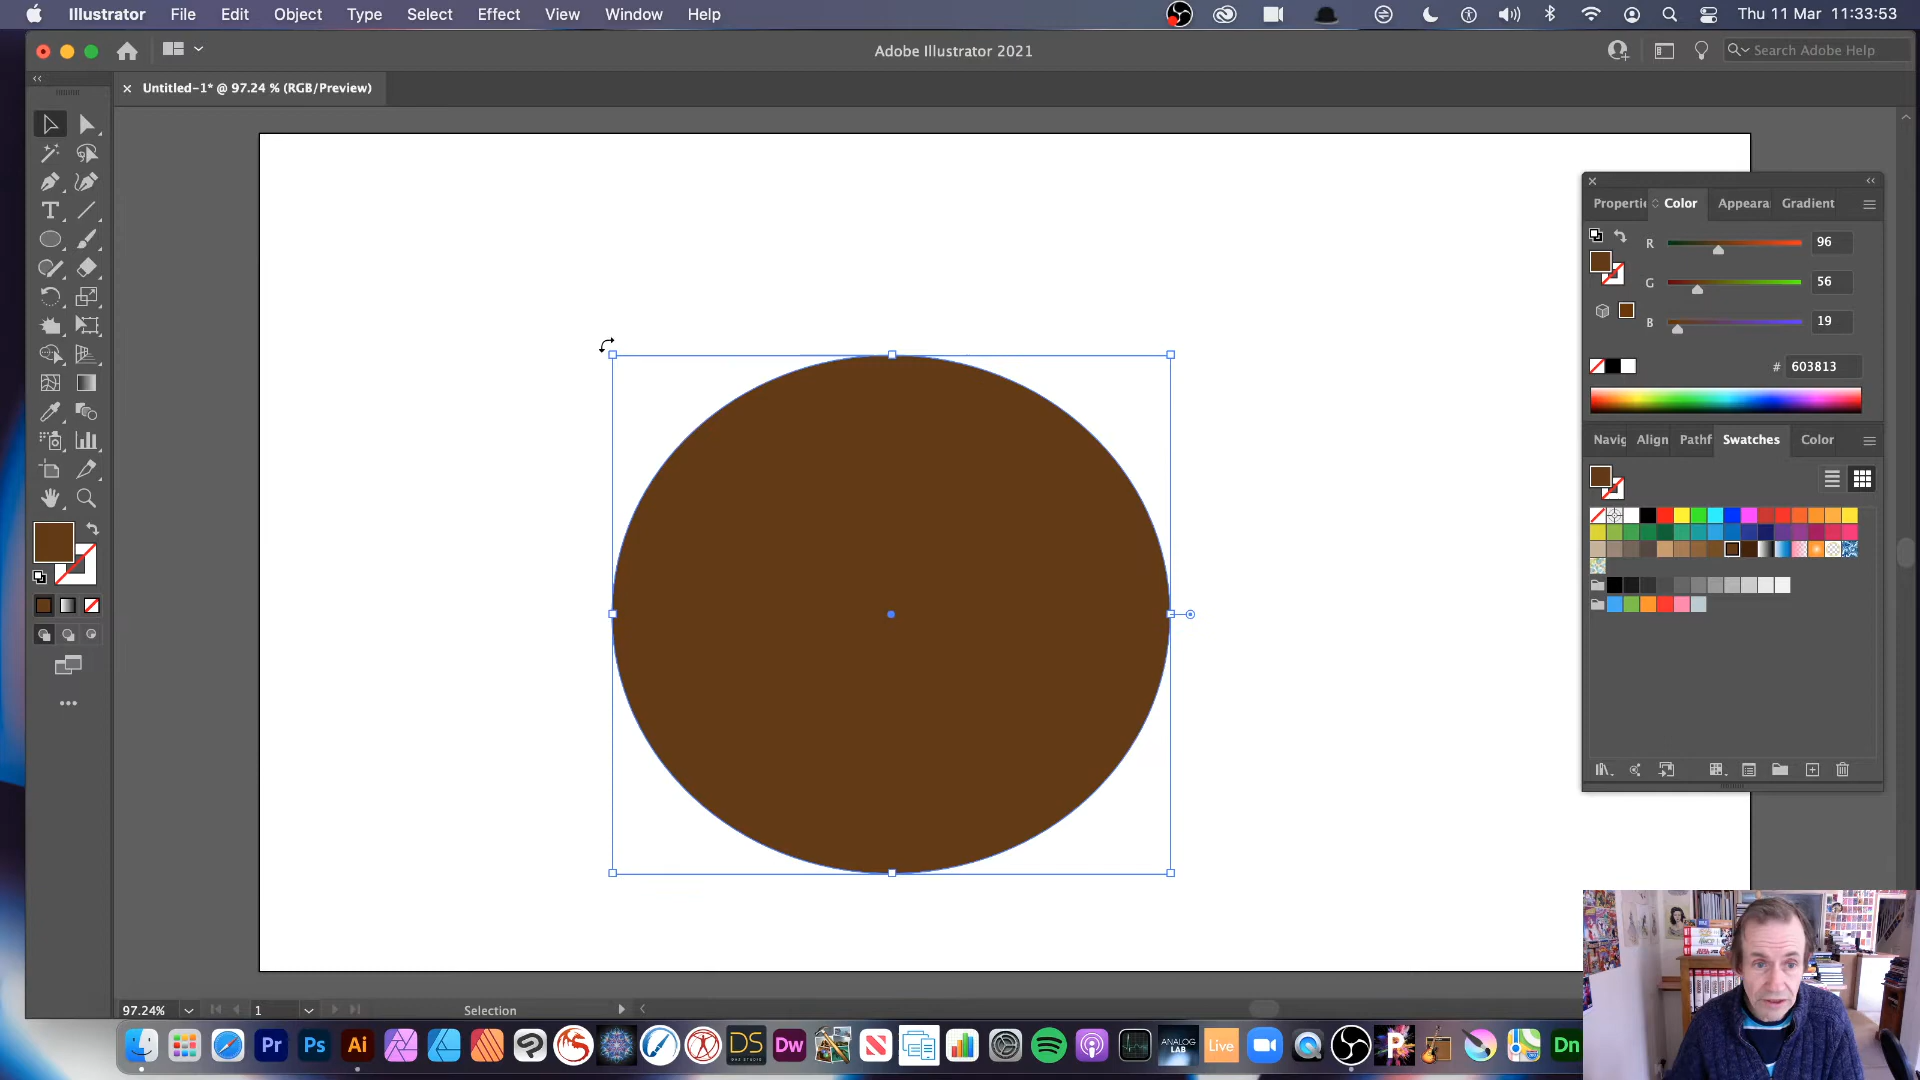 Illustrator File Edit Object Type Select Effect View Window Help Thu 11 Mar 11:33:53
Adobe Illustrator 2021
Search Adobe Help
Untitled-1* @ 97.24 % (RGB/Preview)
Propertie Color Appeara Gradient
R 96
G 56
B 19
# 603813
Navig Align Pathf Swatches Color
97.24% 1 Selection
Pr Ps Ai DS Dw ANALOG LAB Live P Dn